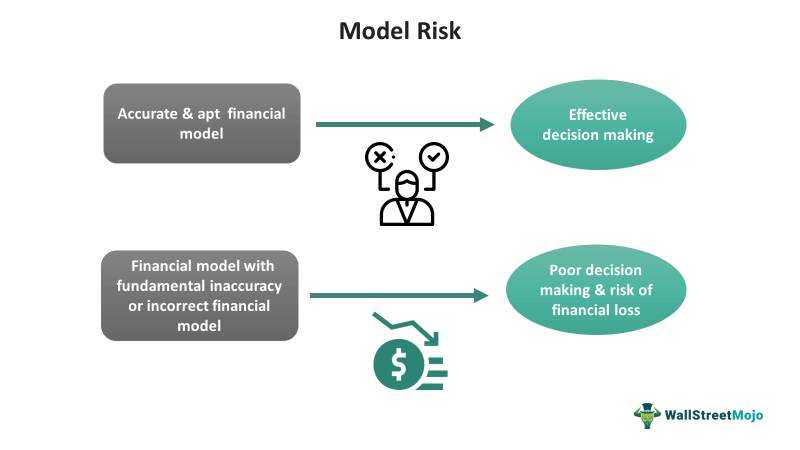 Model Risk
Accurate & apt financial
model
Effective
decision making
Financial model with
fundamental inaccuracy
or incorrect financial
model
Poor decision
making & risk of
financial loss
$
WallStreetMojo